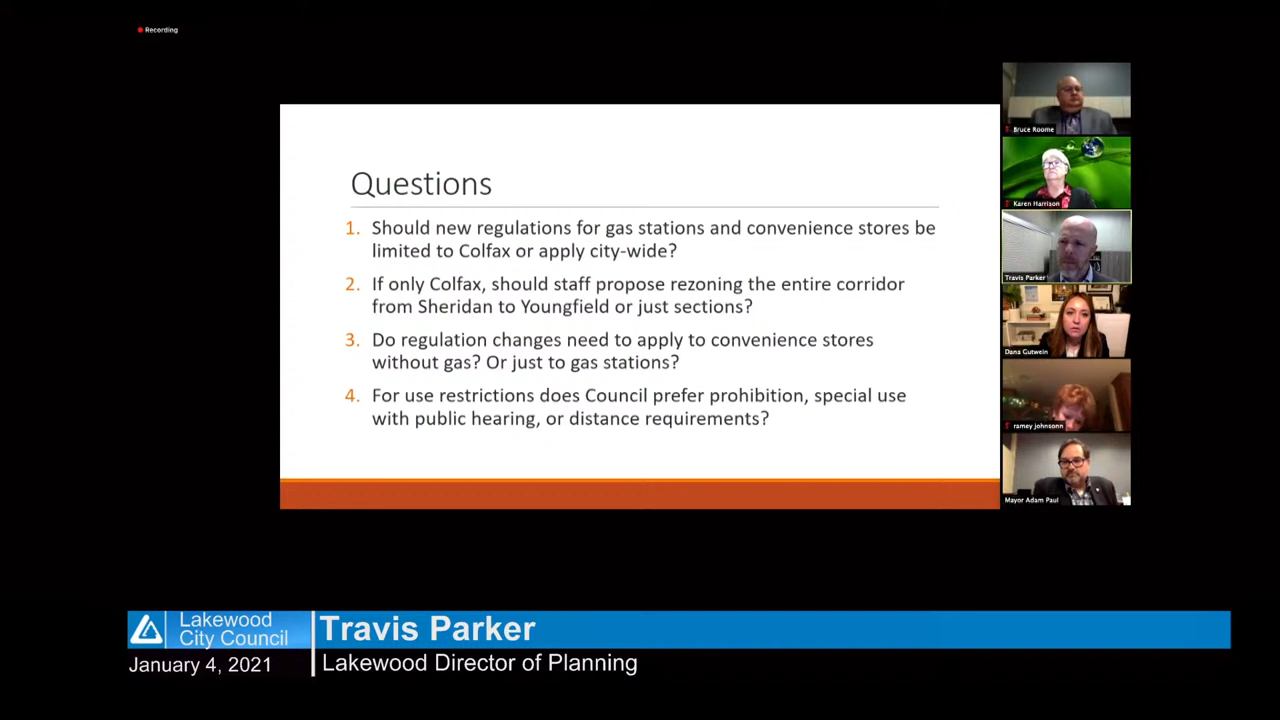 Recording
Questions
1. Should new regulations for gas stations and convenience stores be
limited to Colfax or apply city-wide?
2. If only Colfax, should staff propose rezoning the entire corridor
from Sheridan to Youngfield or just sections?
3. Do regulation changes need to apply to convenience stores
without gas? Or just to gas stations?
4. For use restrictions does Council prefer prohibition, special use
with public hearing, or distance requirements?
Bruce Roome
Karen Harrison
Travis Parker
Dana Gutwein
ramey johnsonn
Mayor Adam Paul
Lakewood
City Council
January 4, 2021
Travis Parker
Lakewood Director of Planning